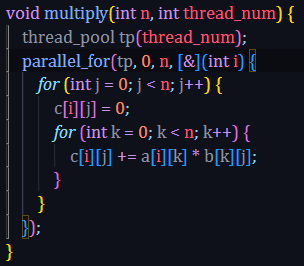 void multiply(int n, int thread_num) {
  thread_pool tp(thread_num);
  parallel_for(tp, 0, n, [&](int i) {
    for (int j = 0; j < n; j++) {
      c[i][j] = 0;
      for (int k = 0; k < n; k++) {
        c[i][j] += a[i][k] * b[k][j];
      }
    }
  });
}